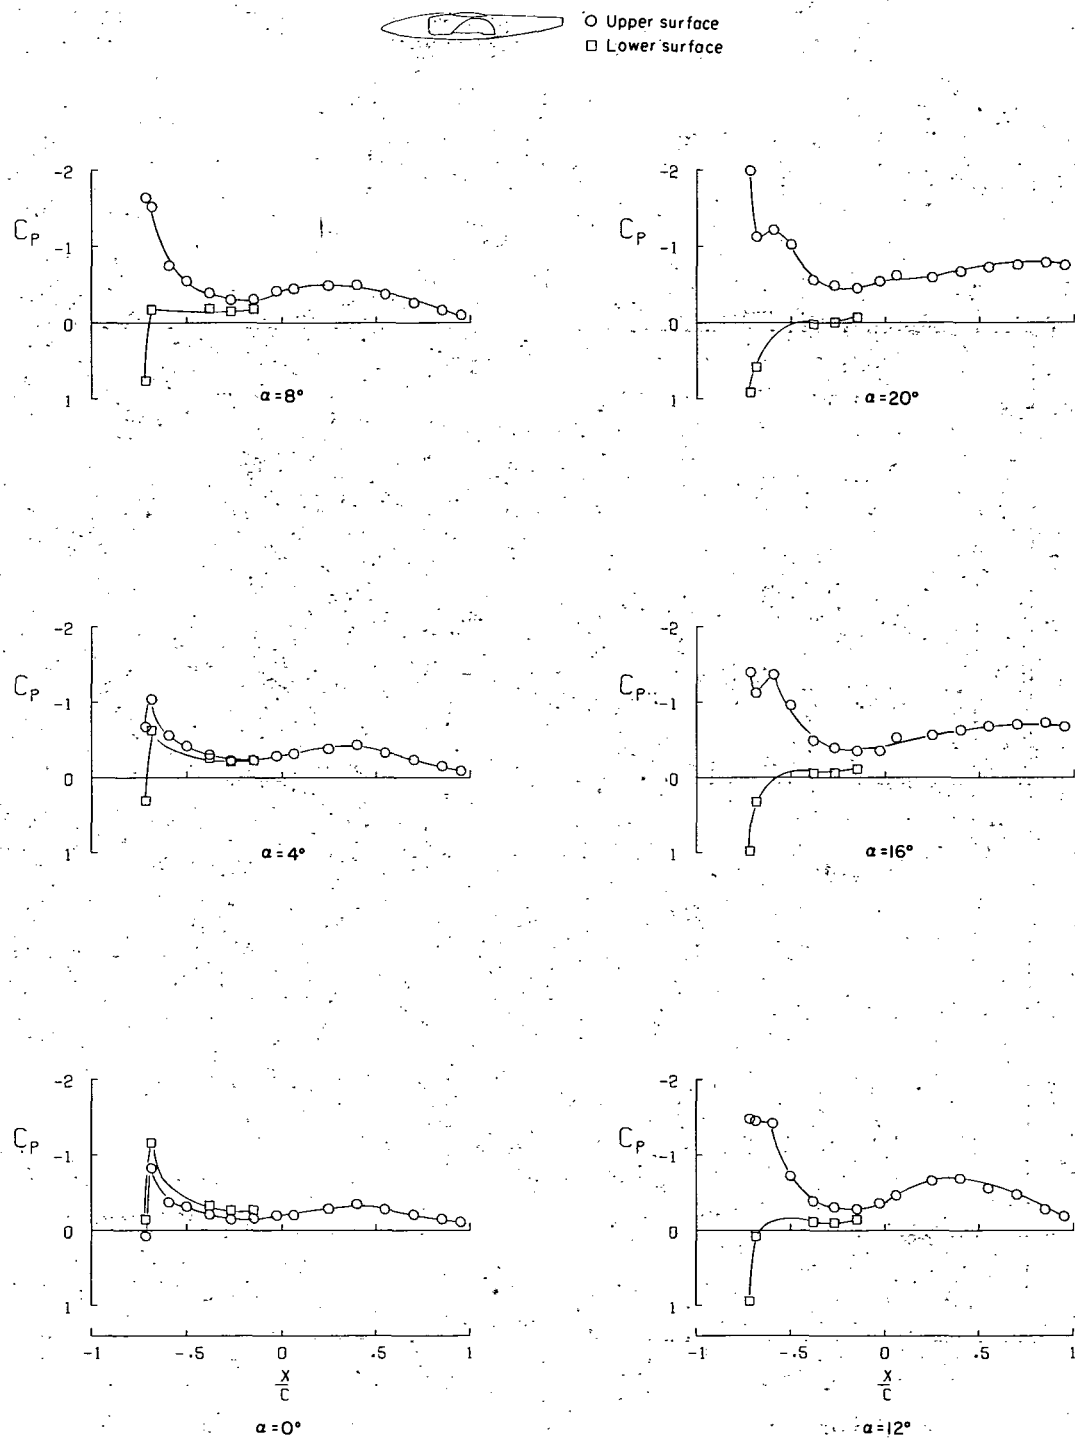 Upper surface
Lower surface
-2
-2
Cp
-1
Cp
-1
0
0
1
α=8°
1
α=20°
-2
-2
Cp
-1
Cp
-1
0
0
1
α=4°
1
α=16°
-2
-2
Cp
-1
Cp
-1
0
0
1
1
-1 -.5 0 .5 1
-1 -.5 0 .5 1
X
X
C
C
α=0°
α=12°